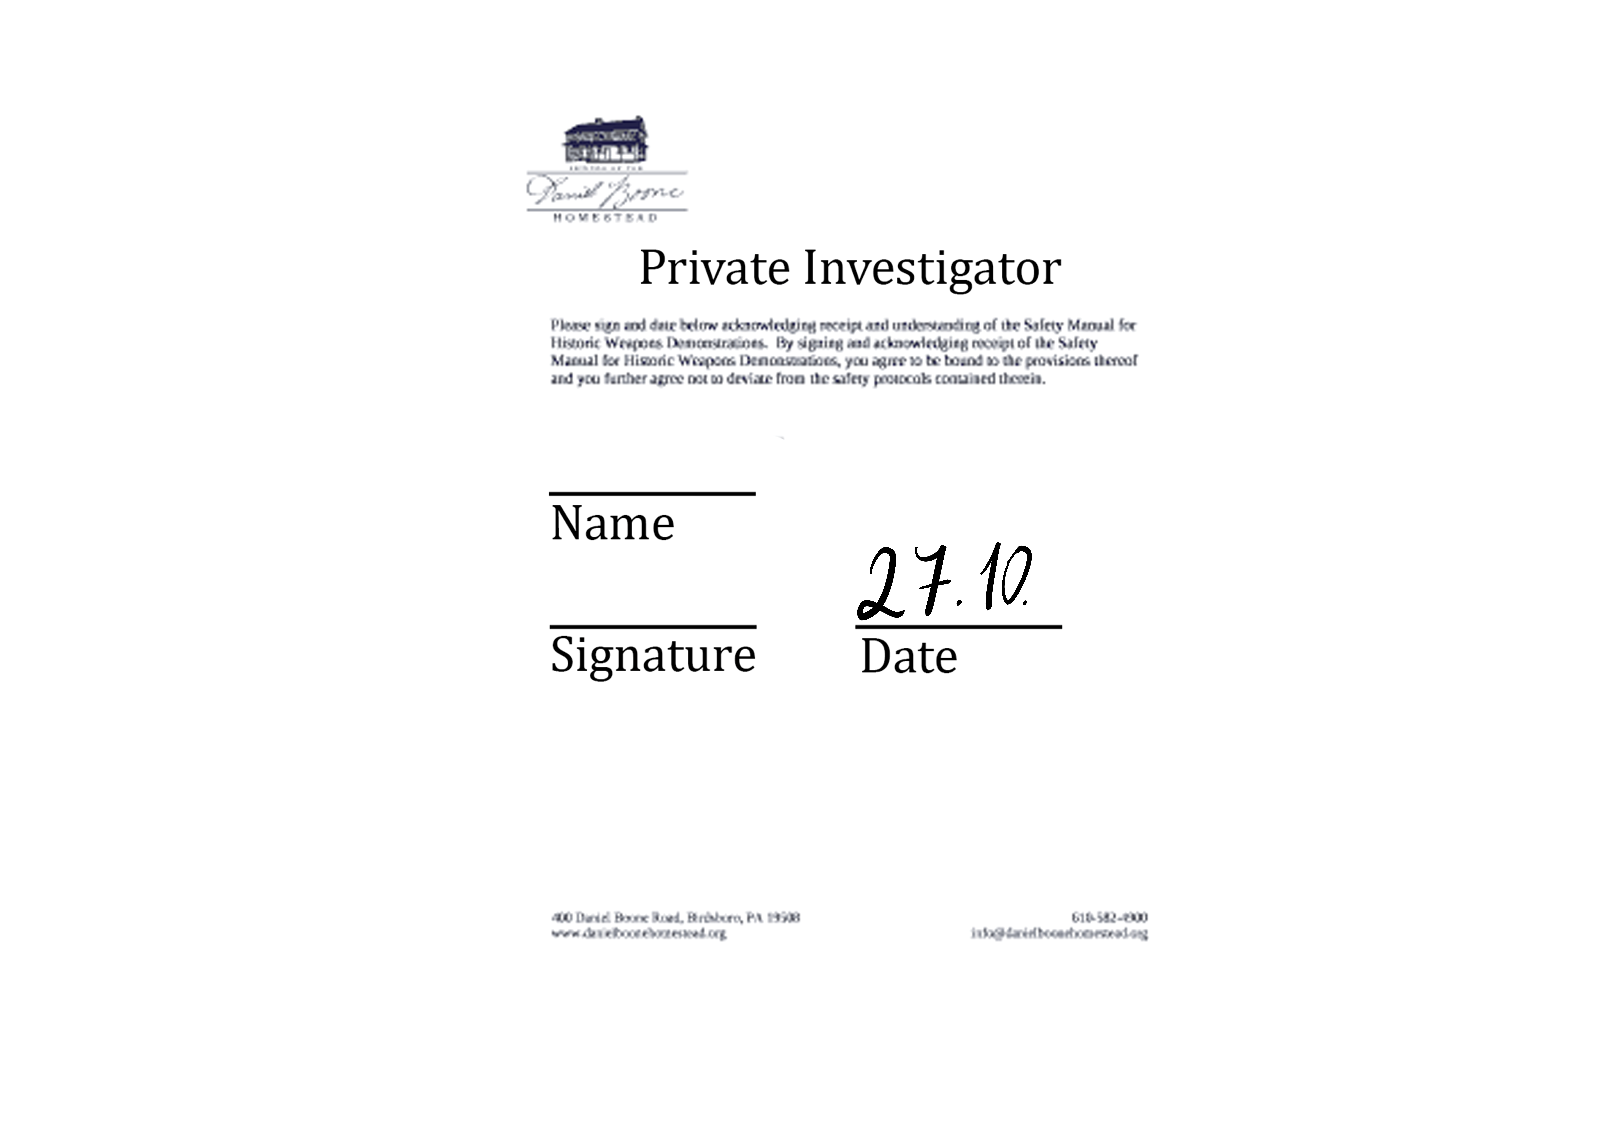 Daniel Boone
HOMESTEAD
Private Investigator
Please sign and date below acknowledging receipt and understanding of the Safety Manual for
Historic Weapons Demonstrations. By signing and acknowledging receipt of the Safety
Manual for Historic Weapons Demonstrations, you agree to be bound to the provisions thereof
and you further agree not to deviate from the safety protocols contained therein.
Name
27.10.
Signature Date
400 Daniel Boone Road, Birdsboro, PA 19508 610-582-4900
www.danielboonehomestead.org info@danielboonehomestead.org